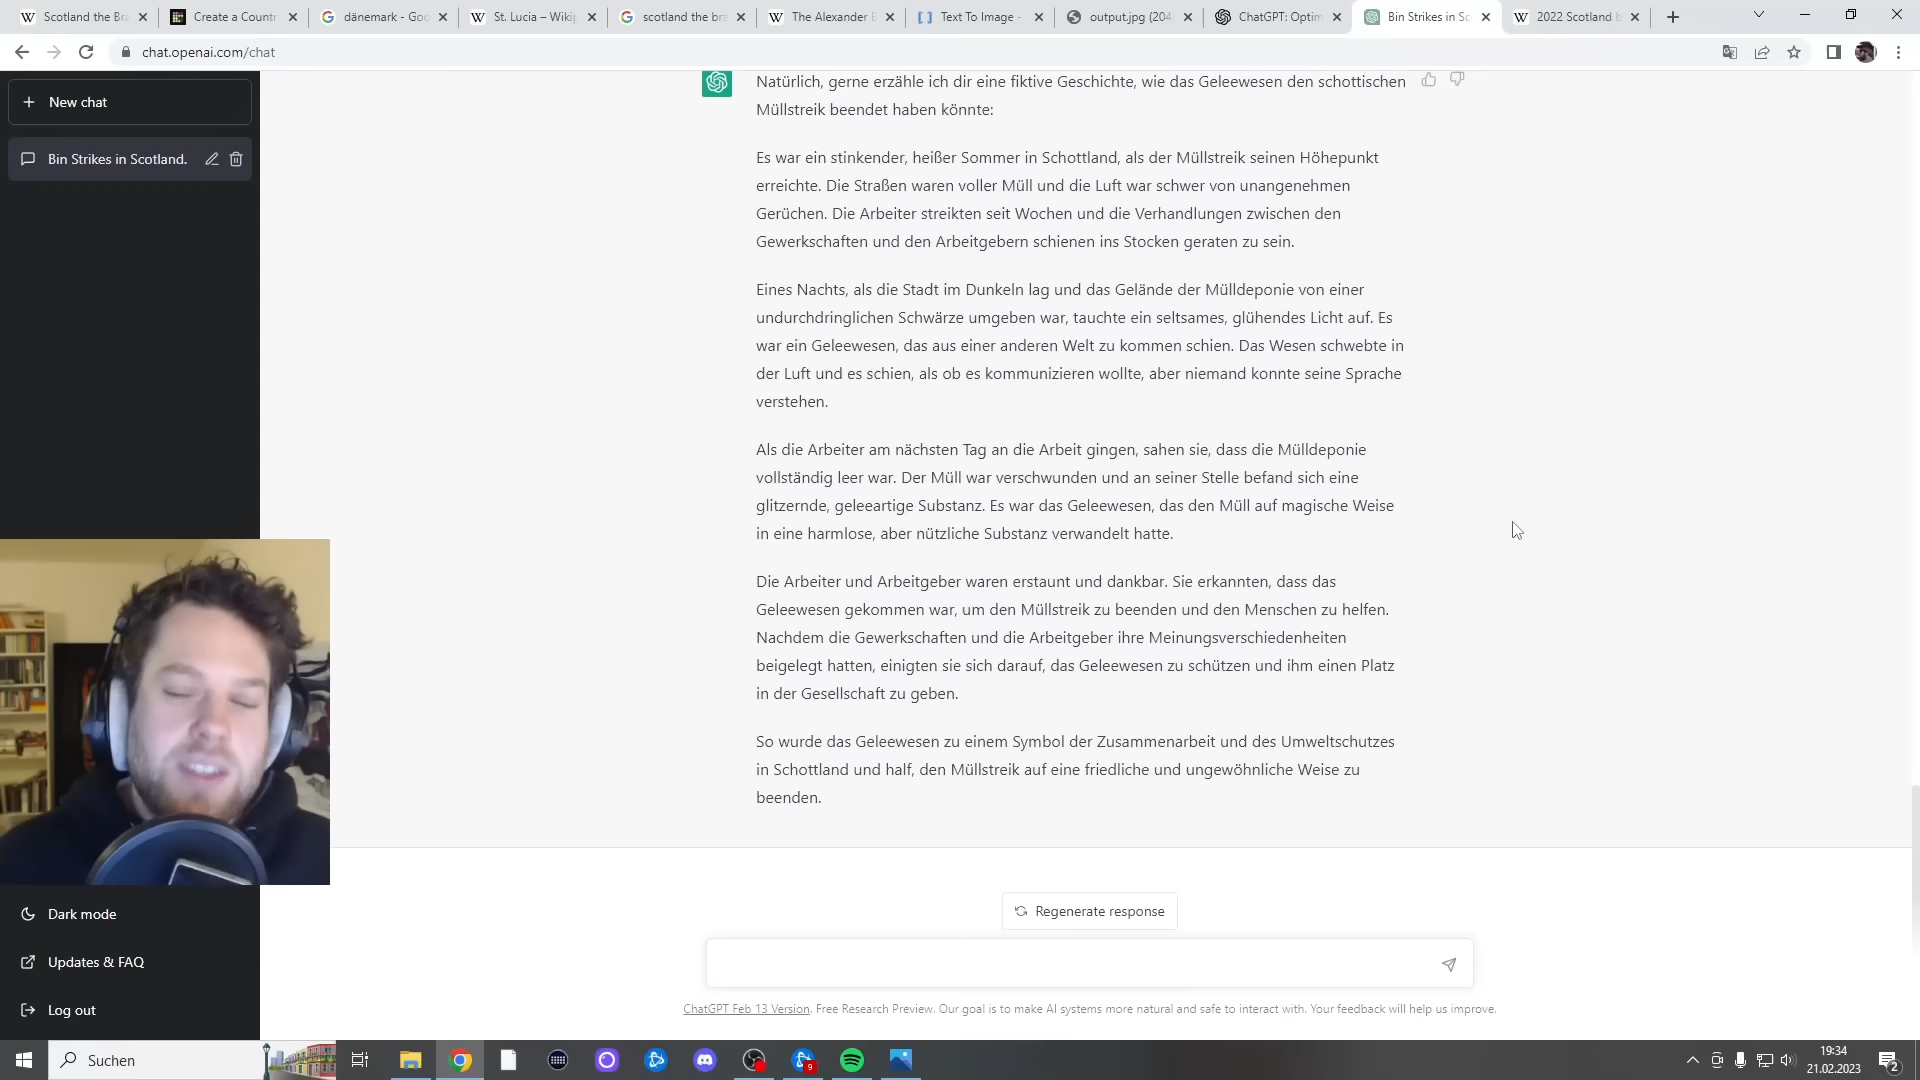 Scotland the Bra
Create a Countr
dänemark - Goo
St. Lucia – Wikip
scotland the bra
The Alexander B
Text To Image -
output.jpg (204
ChatGPT: Optim
Bin Strikes in Sc
2022 Scotland b
chat.openai.com/chat
New chat
Bin Strikes in Scotland.
Natürlich, gerne erzähle ich dir eine fiktive Geschichte, wie das Geleewesen den schottischen
Müllstreik beendet haben könnte:
Es war ein stinkender, heißer Sommer in Schottland, als der Müllstreik seinen Höhepunkt
erreichte. Die Straßen waren voller Müll und die Luft war schwer von unangenehmen
Gerüchen. Die Arbeiter streikten seit Wochen und die Verhandlungen zwischen den
Gewerkschaften und den Arbeitgebern schienen ins Stocken geraten zu sein.
Eines Nachts, als die Stadt im Dunkeln lag und das Gelände der Mülldeponie von einer
undurchdringlichen Schwärze umgeben war, tauchte ein seltsames, glühendes Licht auf. Es
war ein Geleewesen, das aus einer anderen Welt zu kommen schien. Das Wesen schwebte in
der Luft und es schien, als ob es kommunizieren wollte, aber niemand konnte seine Sprache
verstehen.
Als die Arbeiter am nächsten Tag an die Arbeit gingen, sahen sie, dass die Mülldeponie
vollständig leer war. Der Müll war verschwunden und an seiner Stelle befand sich eine
glitzernde, geleeartige Substanz. Es war das Geleewesen, das den Müll auf magische Weise
in eine harmlose, aber nützliche Substanz verwandelt hatte.
Die Arbeiter und Arbeitgeber waren erstaunt und dankbar. Sie erkannten, dass das
Geleewesen gekommen war, um den Müllstreik zu beenden und den Menschen zu helfen.
Nachdem die Gewerkschaften und die Arbeitgeber ihre Meinungsverschiedenheiten
beigelegt hatten, einigten sie sich darauf, das Geleewesen zu schützen und ihm einen Platz
in der Gesellschaft zu geben.
So wurde das Geleewesen zu einem Symbol der Zusammenarbeit und des Umweltschutzes
in Schottland und half, den Müllstreik auf eine friedliche und ungewöhnliche Weise zu
beenden.
Dark mode
Updates & FAQ
Log out
Regenerate response
ChatGPT Feb 13 Version. Free Research Preview. Our goal is to make AI systems more natural and safe to interact with. Your feedback will help us improve.
Suchen
9
19:34
21.02.2023
2